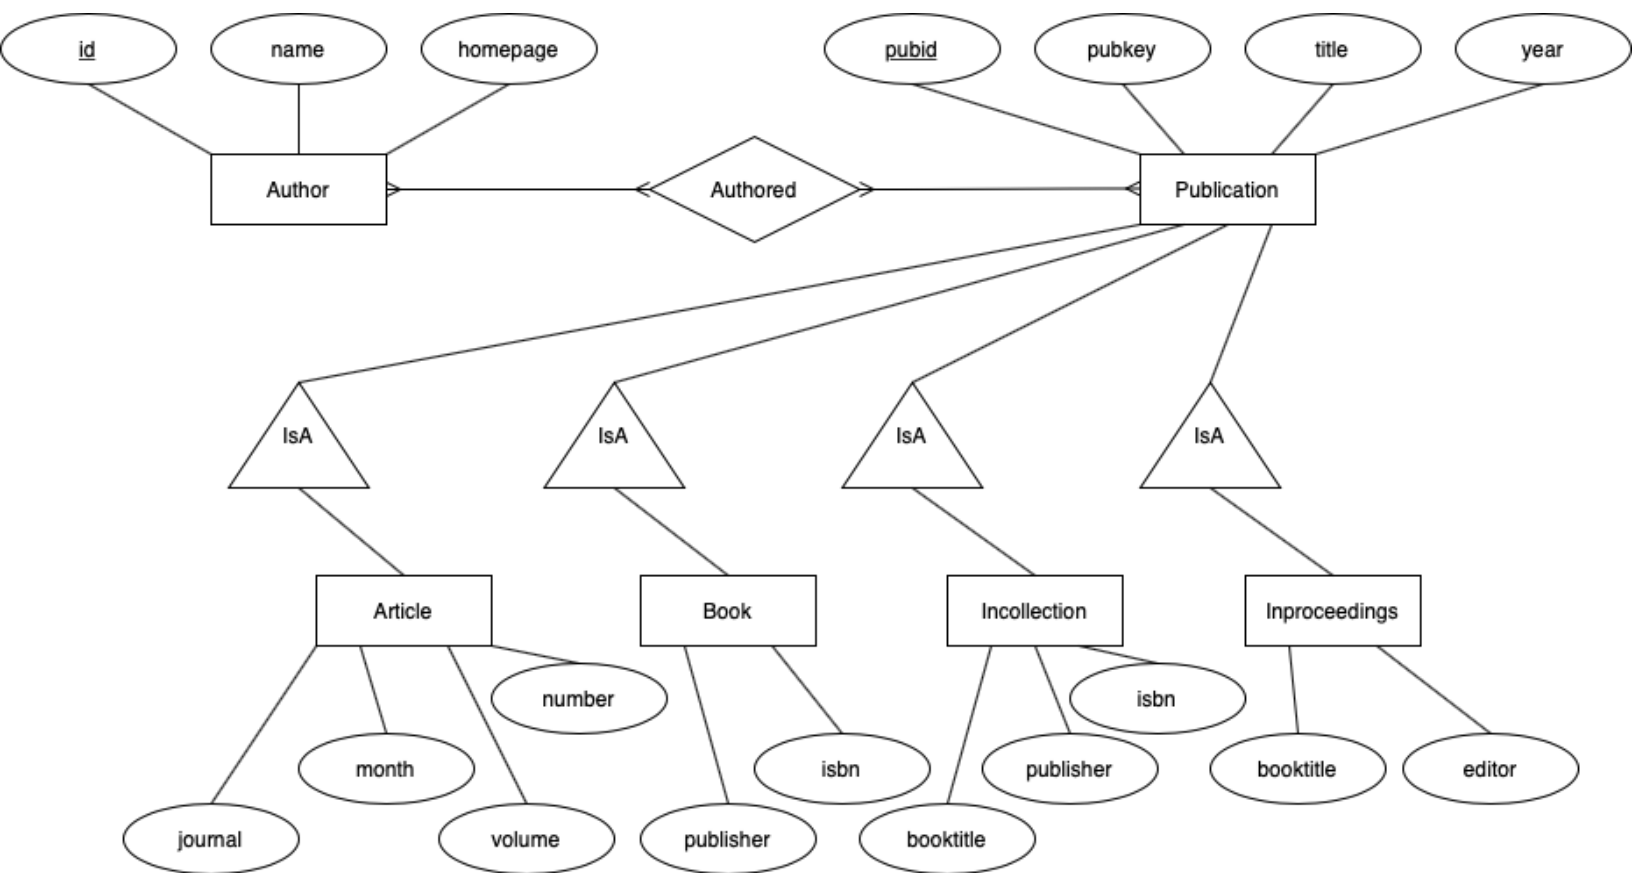 id
name
homepage
pubid
pubkey
title
year
Author
Authored
Publication
IsA
IsA
IsA
IsA
Article
Book
Incollection
Inproceedings
number
isbn
month
isbn
publisher
booktitle
editor
journal
volume
publisher
booktitle